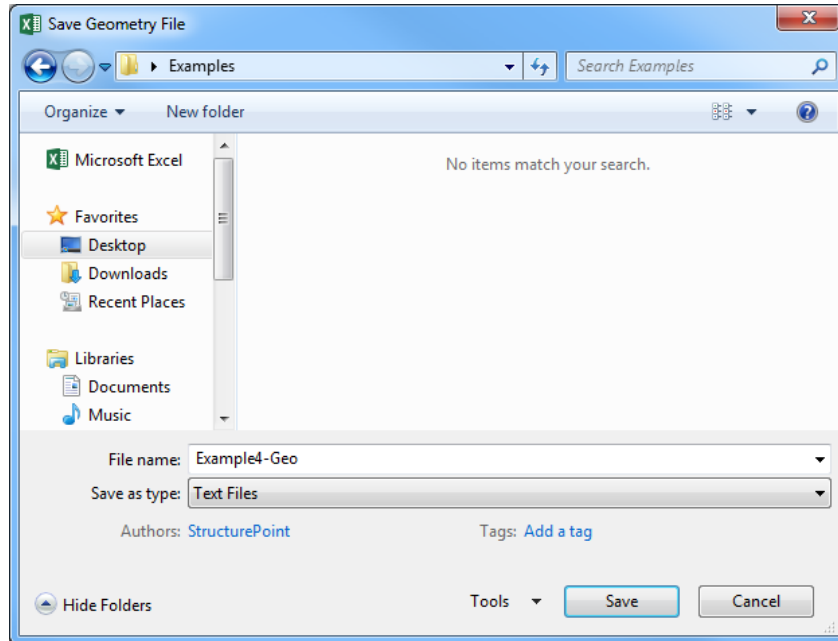 Save Geometry File
Examples
Search Examples
Organize
New folder
Microsoft Excel
No items match your search.
Favorites
Desktop
Downloads
Recent Places
Libraries
Documents
Music
File name: Example4-Geo
Save as type: Text Files
Authors: StructurePoint Tags: Add a tag
Hide Folders
Tools
Save
Cancel